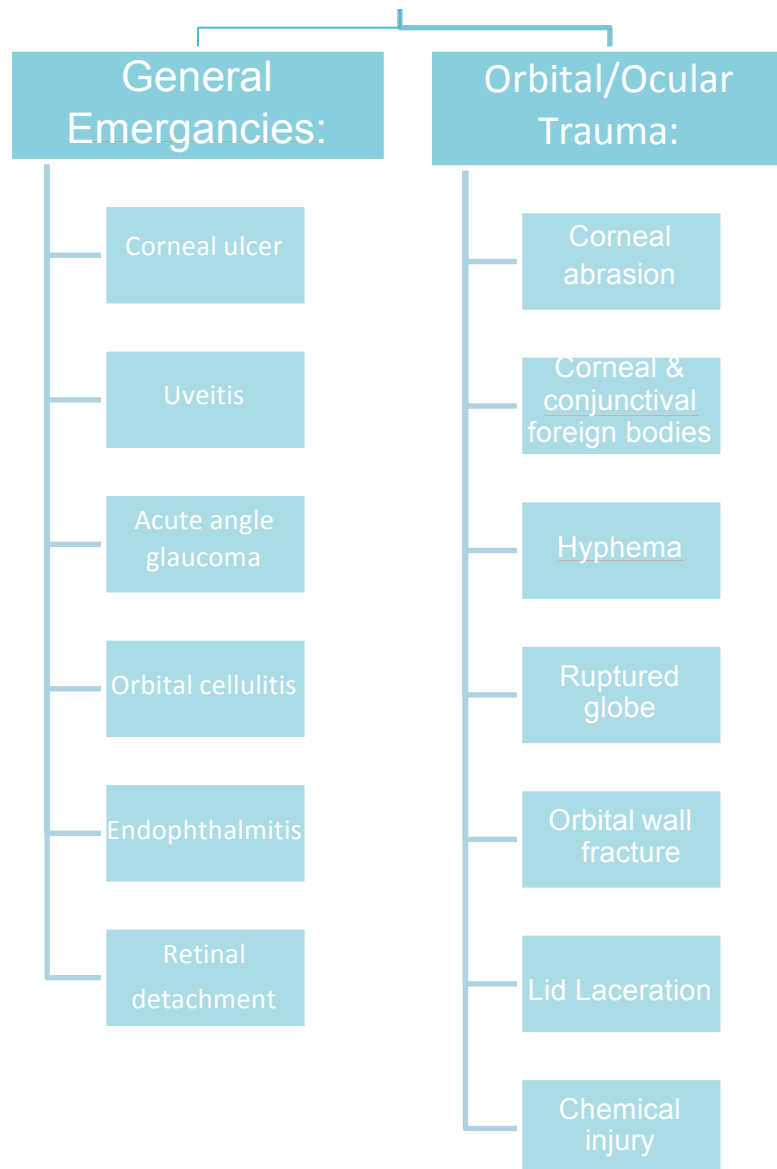 General
Emergancies:
Corneal ulcer
Uveitis
Acute angle
glaucoma
Orbital cellulitis
Endophthalmitis
Retinal
detachment
Orbital/Ocular
Trauma:
Corneal
abrasion
Corneal &
conjunctival
foreign bodies
Hyphema
Ruptured
globe
Orbital wall
fracture
Lid Laceration
Chemical
injury